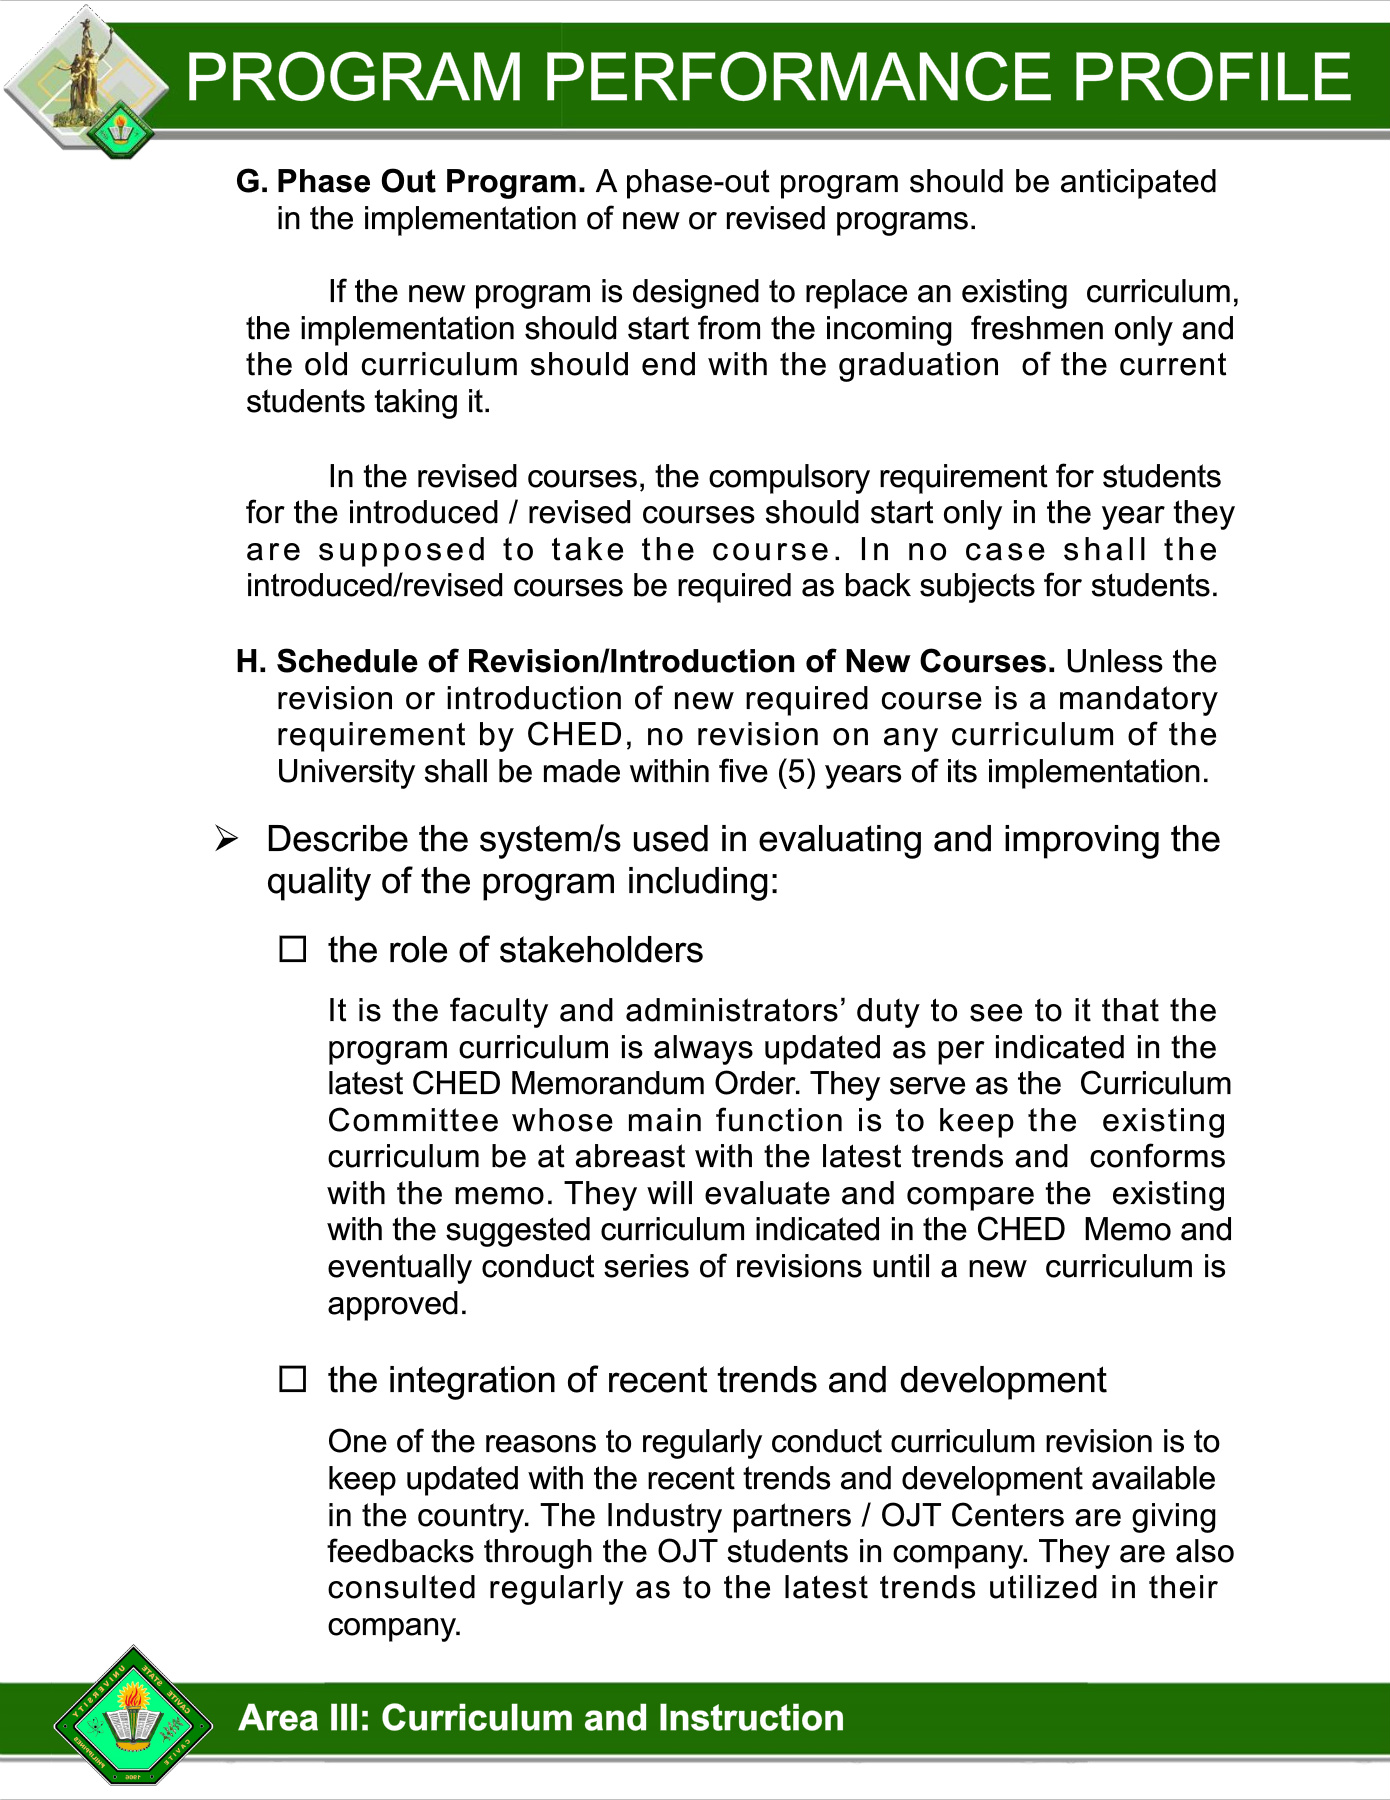 PROGRAM PERFORMANCE PROFILE
G. Phase Out Program. A phase-out program should be anticipated
in the implementation of new or revised programs.
If the new program is designed to replace an existing curriculum,
the implementation should start from the incoming freshmen only and
the old curriculum should end with the graduation of the current
students taking it.
In the revised courses, the compulsory requirement for students
for the introduced / revised courses should start only in the year they
are supposed to take the course. In no case shall the
introduced/revised courses be required as back subjects for students.
H. Schedule of Revision/Introduction of New Courses. Unless the
revision or introduction of new required course is a mandatory
requirement by CHED, no revision on any curriculum of the
University shall be made within five (5) years of its implementation.
➢ Describe the system/s used in evaluating and improving the
quality of the program including:
☐ the role of stakeholders
It is the faculty and administrators’ duty to see to it that the
program curriculum is always updated as per indicated in the
latest CHED Memorandum Order. They serve as the Curriculum
Committee whose main function is to keep the existing
curriculum be at abreast with the latest trends and conforms
with the memo. They will evaluate and compare the existing
with the suggested curriculum indicated in the CHED Memo and
eventually conduct series of revisions until a new curriculum is
approved.
☐ the integration of recent trends and development
One of the reasons to regularly conduct curriculum revision is to
keep updated with the recent trends and development available
in the country. The Industry partners / OJT Centers are giving
feedbacks through the OJT students in company. They are also
consulted regularly as to the latest trends utilized in their
company.
CAVITE STATE UNIVERSITY
CAVITE
PHILIPPINES
1906
Area III: Curriculum and Instruction